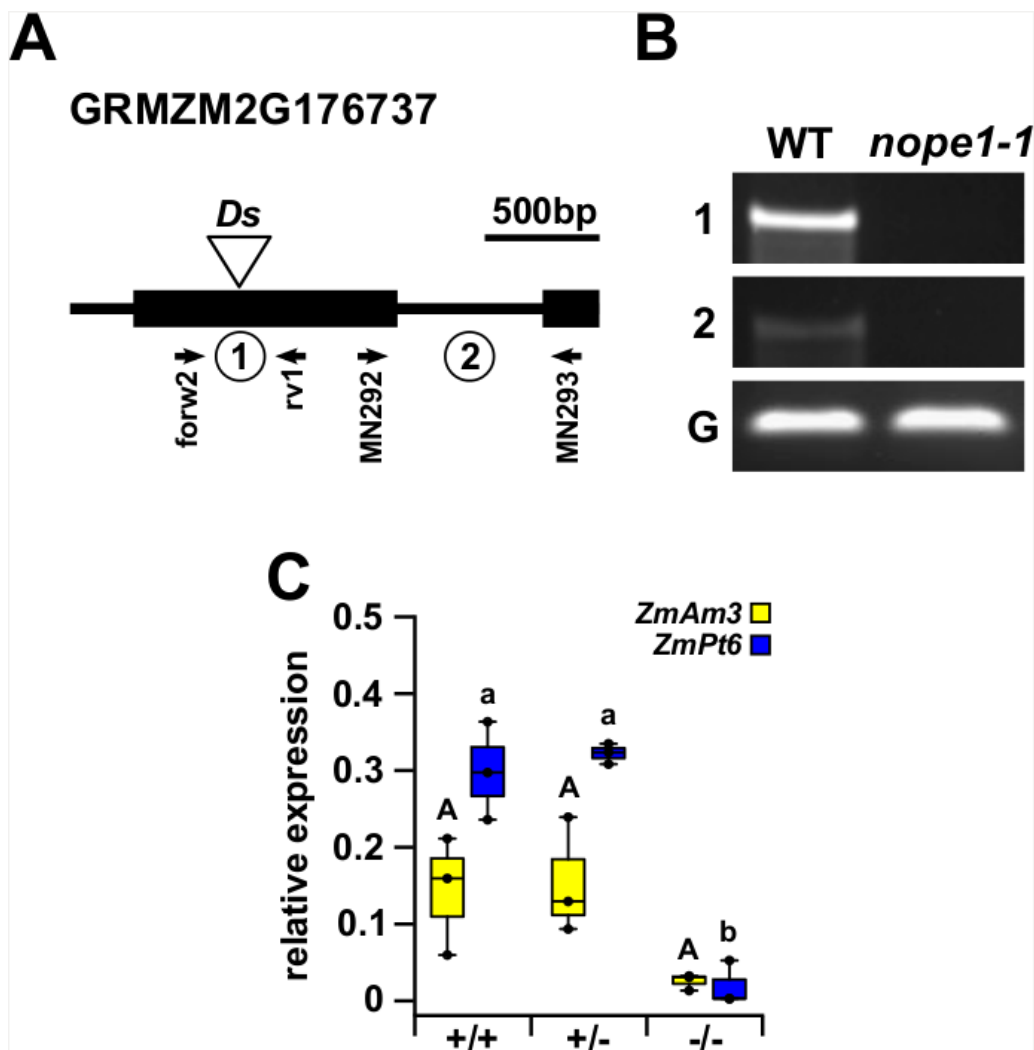 A
GRMZM2G176737
Ds
500bp
1
2
forw2
rv1
MN292
MN293
B
WT nope1-1
1
2
G
C
ZmAm3
ZmPt6
relative expression
0.5
0.4
0.3
0.2
0.1
0
A
a
A
a
A
b
+/+
+/-
-/-